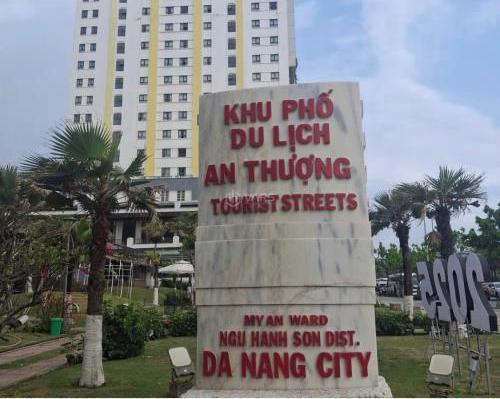 KHU PHỐ
DU LỊCH
AN THƯỢNG
TOURIST STREETS
MY AN WARD
NGU HANH SON DIST.
DA NANG CITY
2025